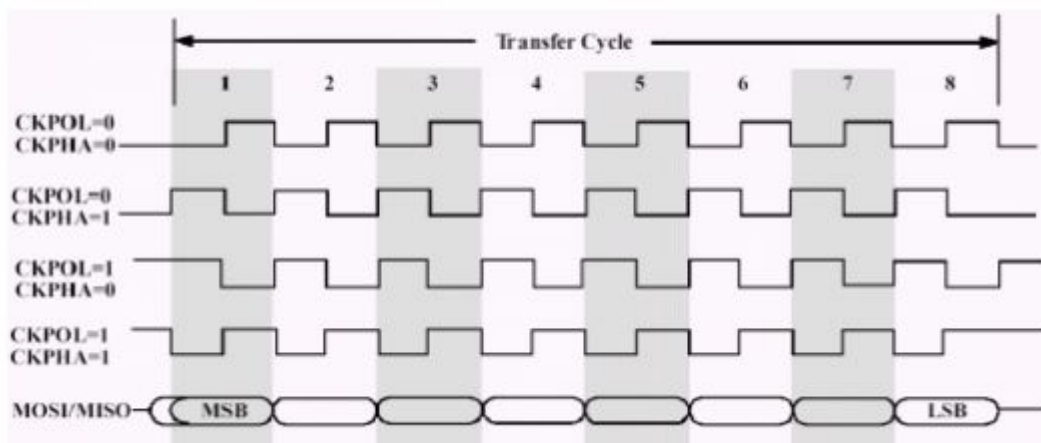 Transfer Cycle
1 2 3 4 5 6 7 8
CKPOL=0
CKPHA=0
CKPOL=0
CKPHA=1
CKPOL=1
CKPHA=0
CKPOL=1
CKPHA=1
MOSI/MISO MSB LSB